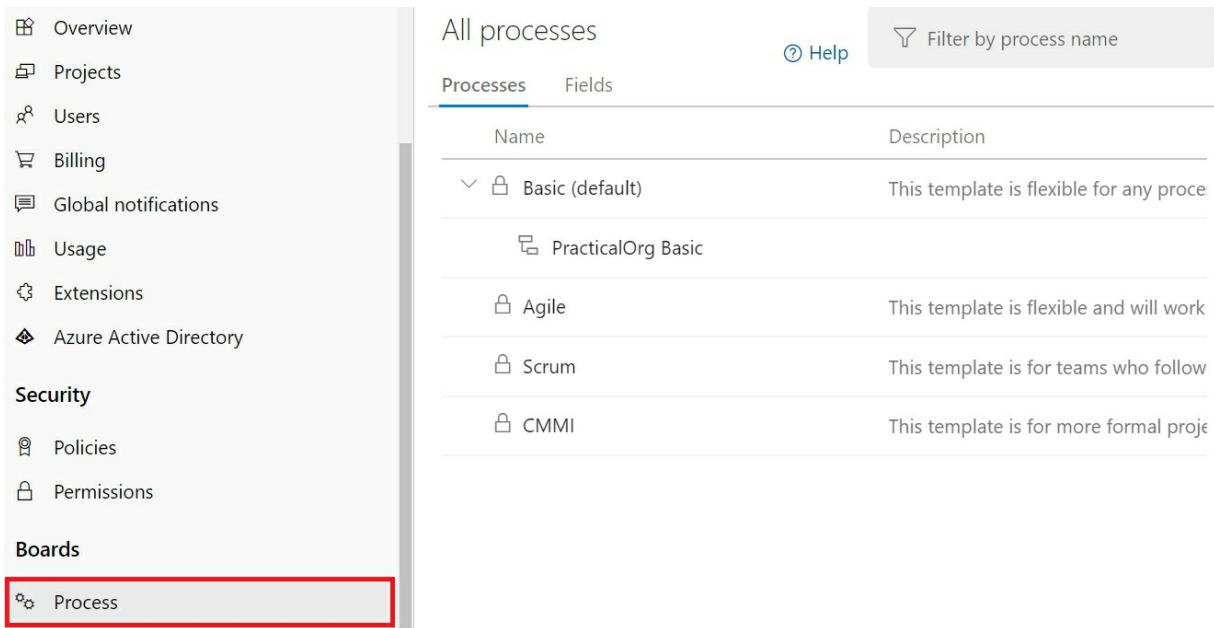 Overview
Projects
Users
Billing
Global notifications
Usage
Extensions
Azure Active Directory
Security
Policies
Permissions
Boards
Process
All processes
Help
Filter by process name
Processes Fields
Name Description
Basic (default) This template is flexible for any
PracticalOrg Basic
Agile This template is flexible and will work
Scrum This template is for teams who follow
CMMI This template is for more formal